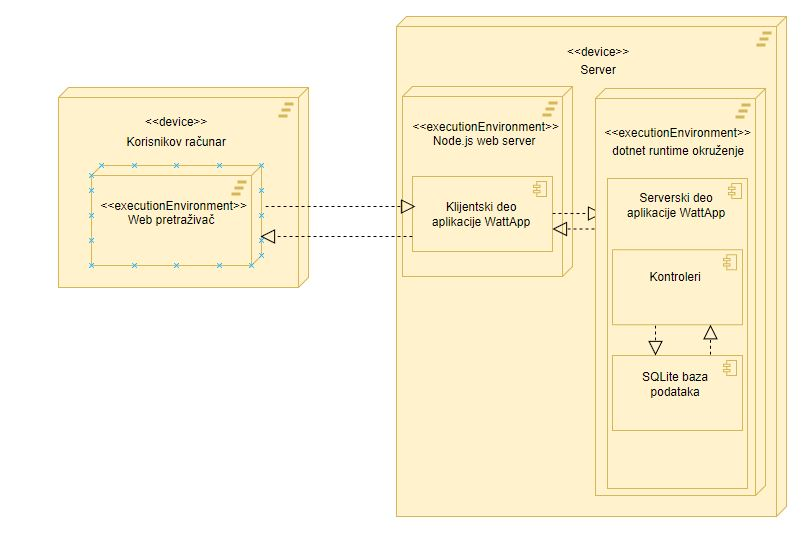 <<device>>
Korisnikov računar
<<executionEnvironment>>
Web pretraživač
<<device>>
Server
<<executionEnvironment>>
Node.js web server
Klijentski deo
aplikacije WattApp
<<executionEnvironment>>
dotnet runtime okruženje
Serverski deo
aplikacije WattApp
Kontroleri
SQLite baza
podataka